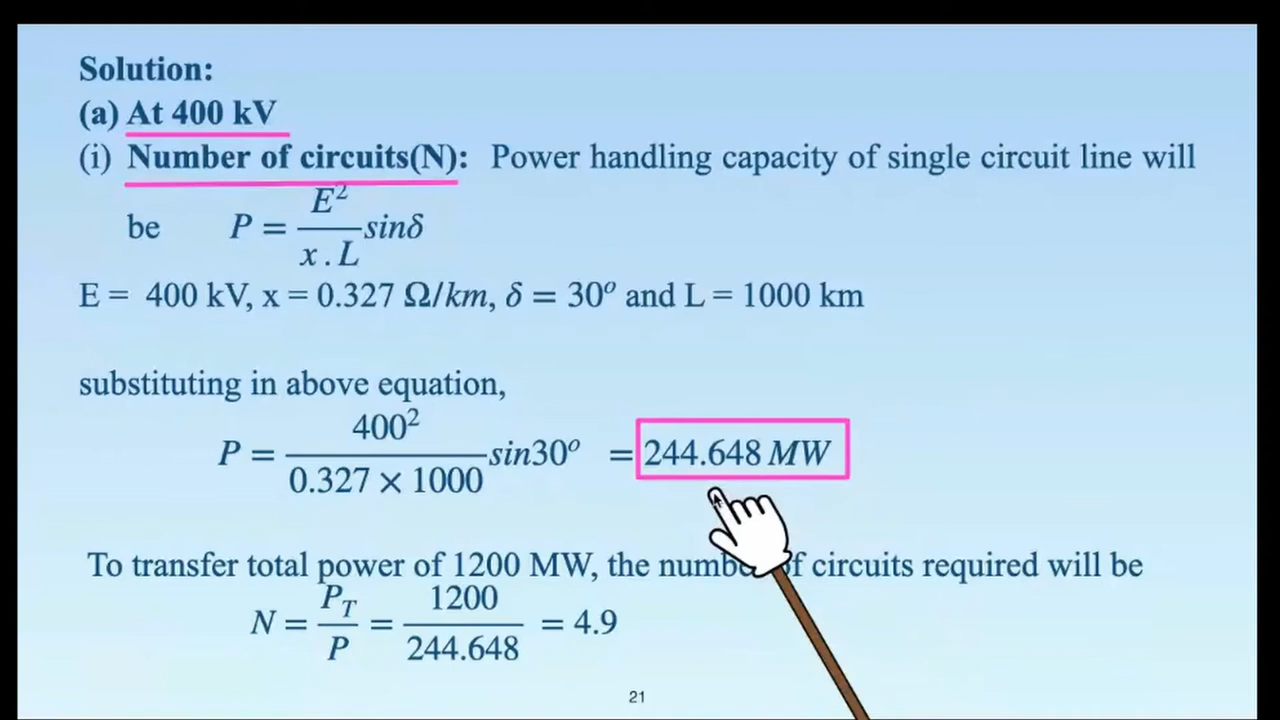 Solution:
(a) At 400 kV
(i) Number of circuits(N): Power handling capacity of single circuit line will
be P = E² / x . L sinδ
E = 400 kV, x = 0.327 Ω/km, δ = 30° and L = 1000 km
substituting in above equation,
P = 400² / 0.327 × 1000 sin30° = 244.648 MW
To transfer total power of 1200 MW, the number of circuits required will be
N = P_T / P = 1200 / 244.648 = 4.9
21